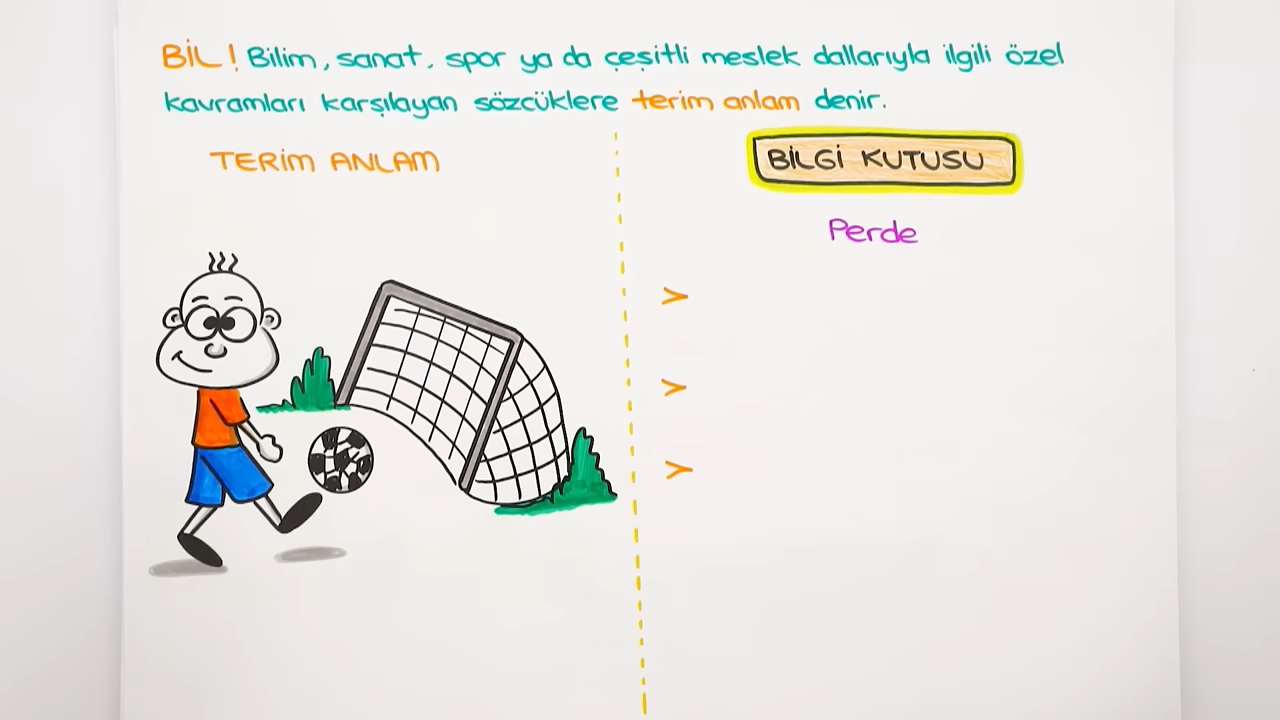 BİL! Bilim, sanat, spor ya da çeşitli meslek dallarıyla ilgili özel
kavramları karşılayan sözcüklere terim anlam denir.
TERİM ANLAM
BİLGİ KUTUSU
Perde